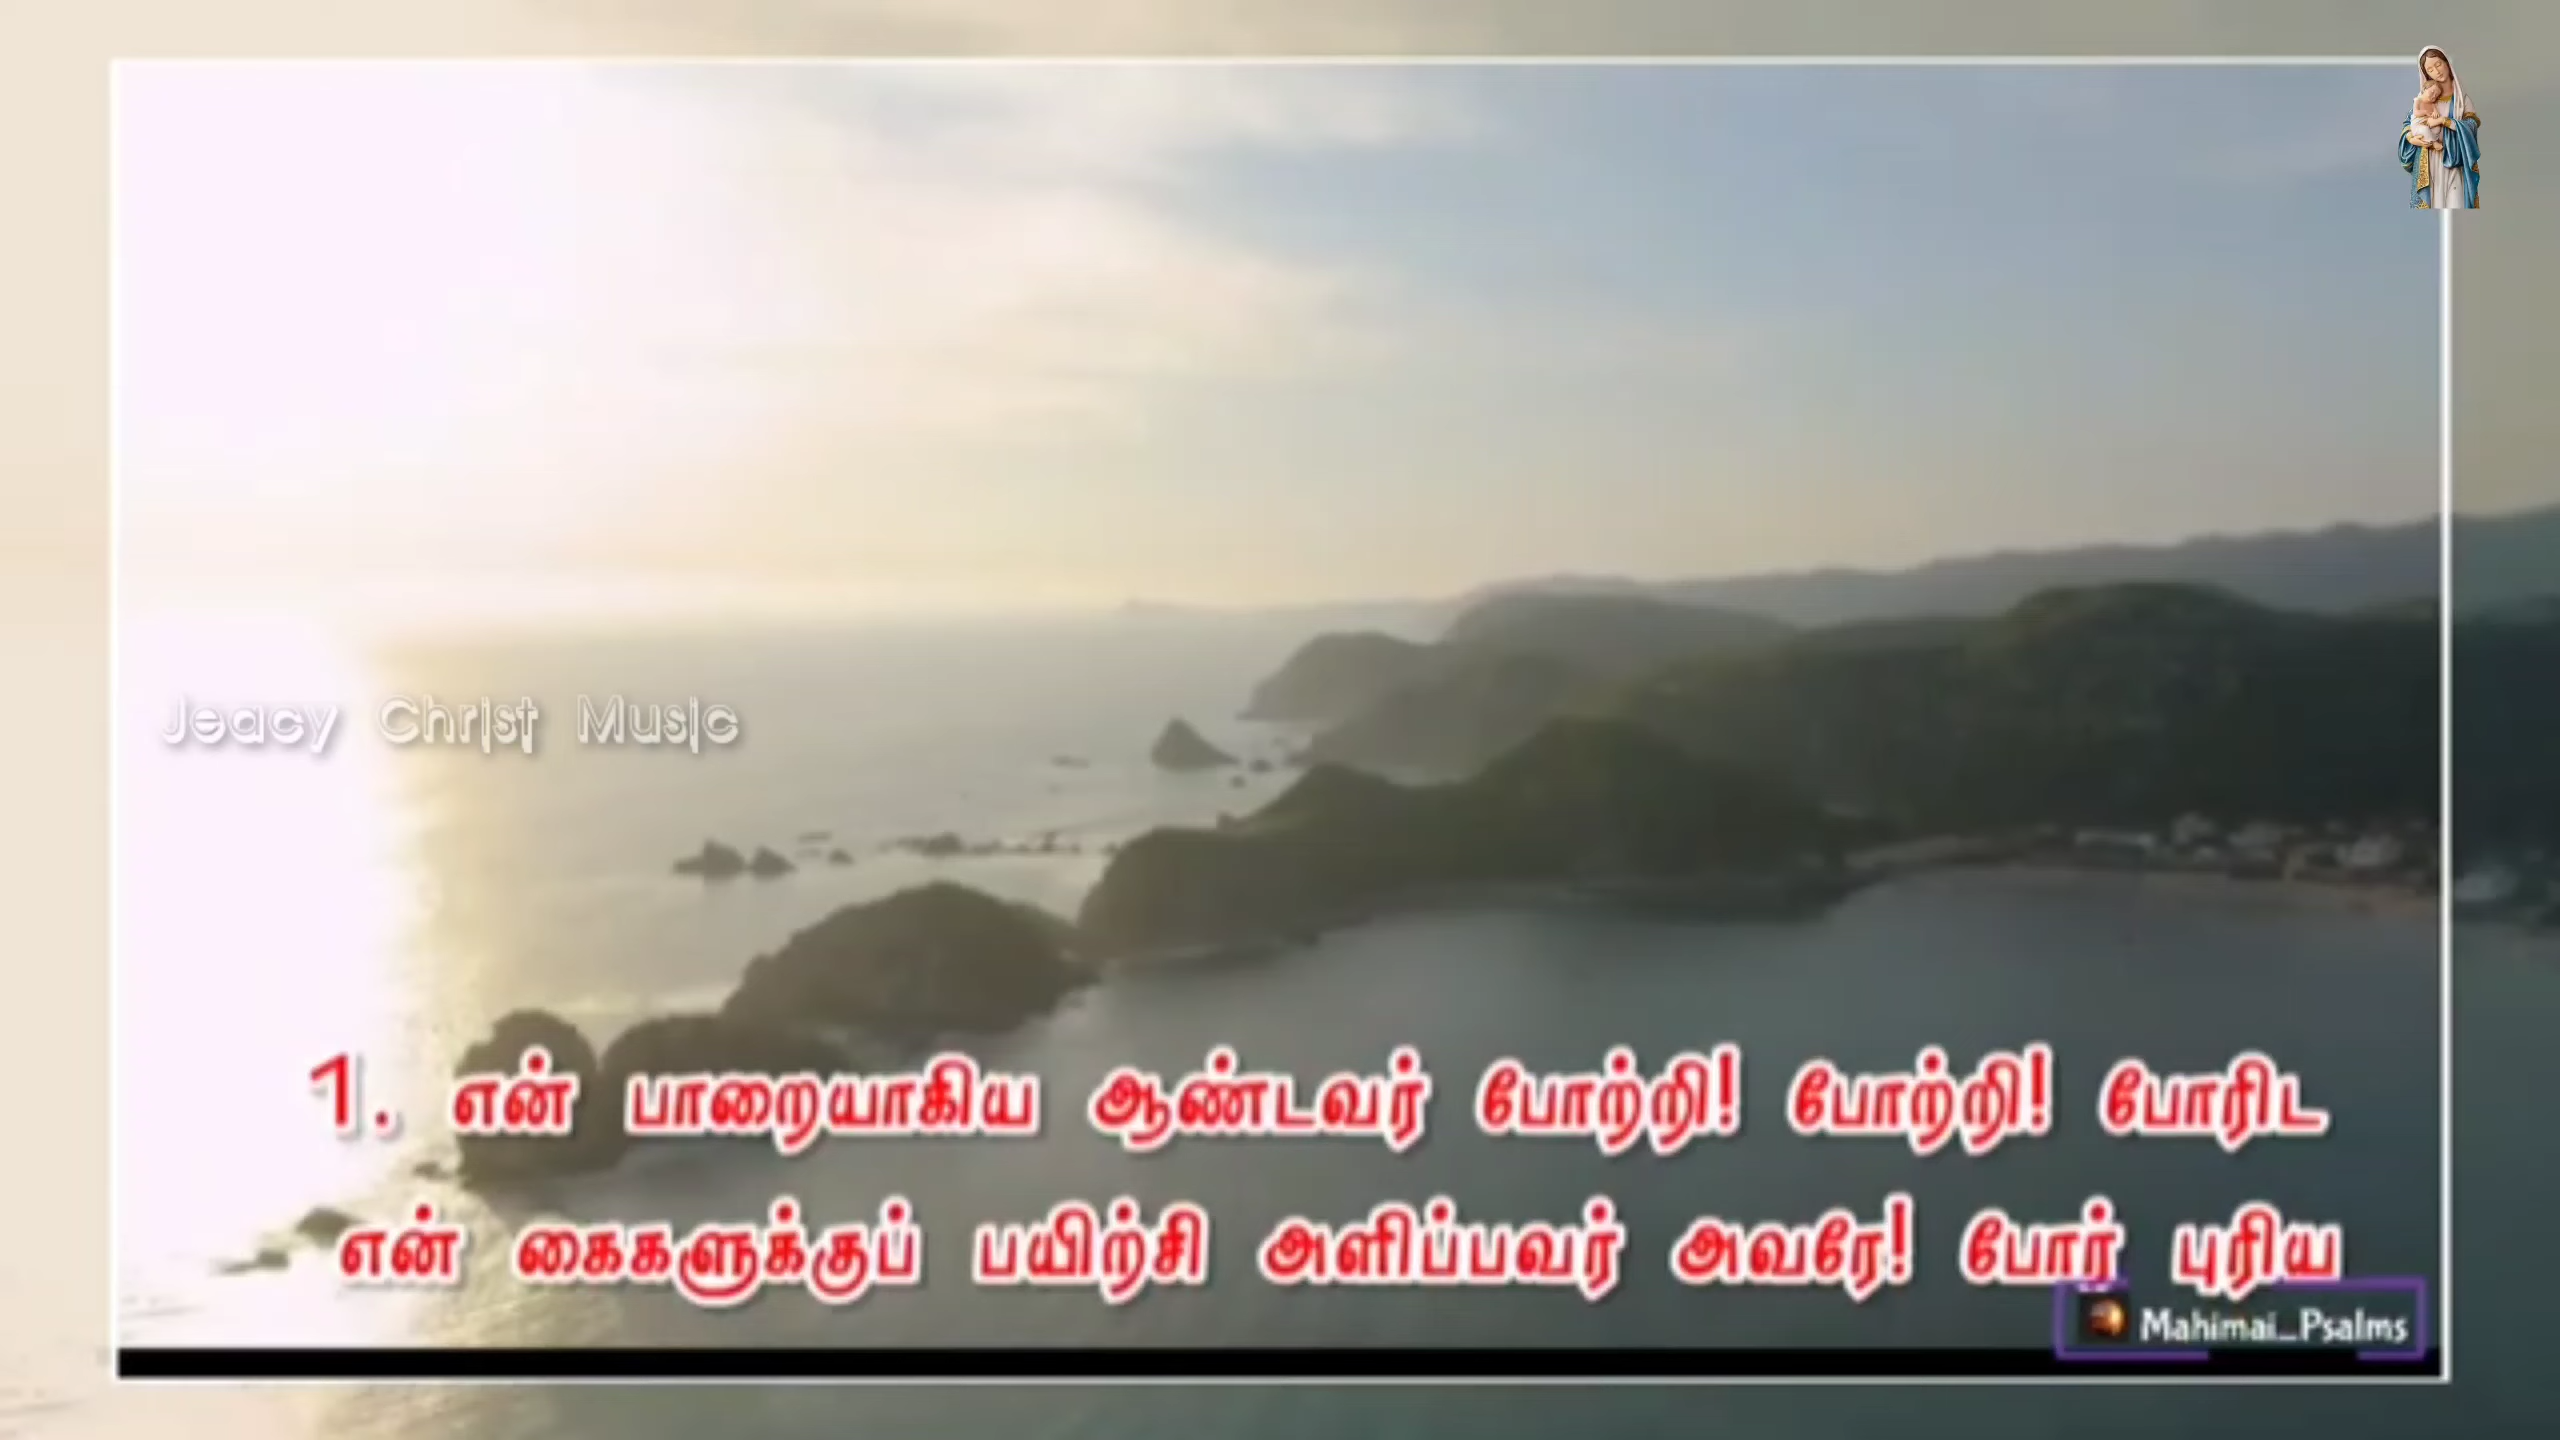 Jeacy Christ Music
1. என் பாறையாகிய ஆண்டவர் போற்றி! போற்றி! போரிட
என் கைகளுக்குப் பயிற்சி அளிப்பவர் அவரே! போர் புரிய
Mahimai_Psalms